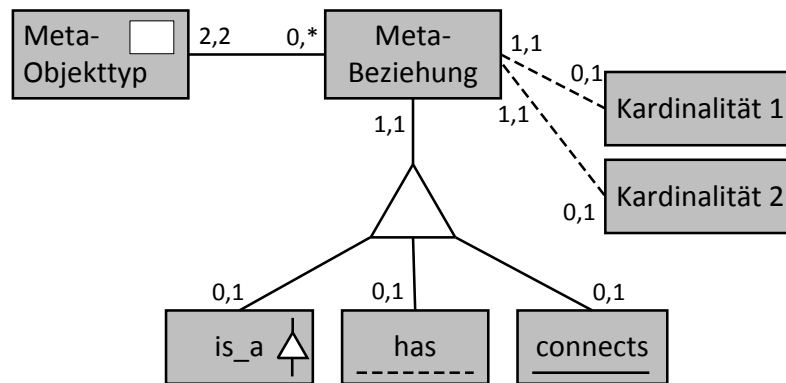 Meta-
Objekttyp
2,2
0,*
Meta-
Beziehung
1,1
0,1
Kardinalität 1
1,1
0,1
Kardinalität 2
1,1
0,1
0,1
0,1
is_a
has
connects